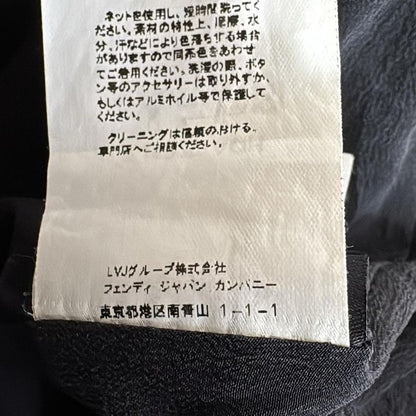 ネットを使用し、短時間洗ってく
ださい。素材の特性上、摩擦、水
分、汗などにより色落ちする場合
がありますので同系色をあわせ
てご着用ください。洗濯の際、ボタ
ン等のアクセサリーは取り外すか、
もしくはアルミホイル等で保護して
ください。
クリーニングは信頼のおける、
専門店へご相談ください。
LVJグループ株式会社
フェンディ ジャパン カンパニー
東京都港区南青山 1-1-1